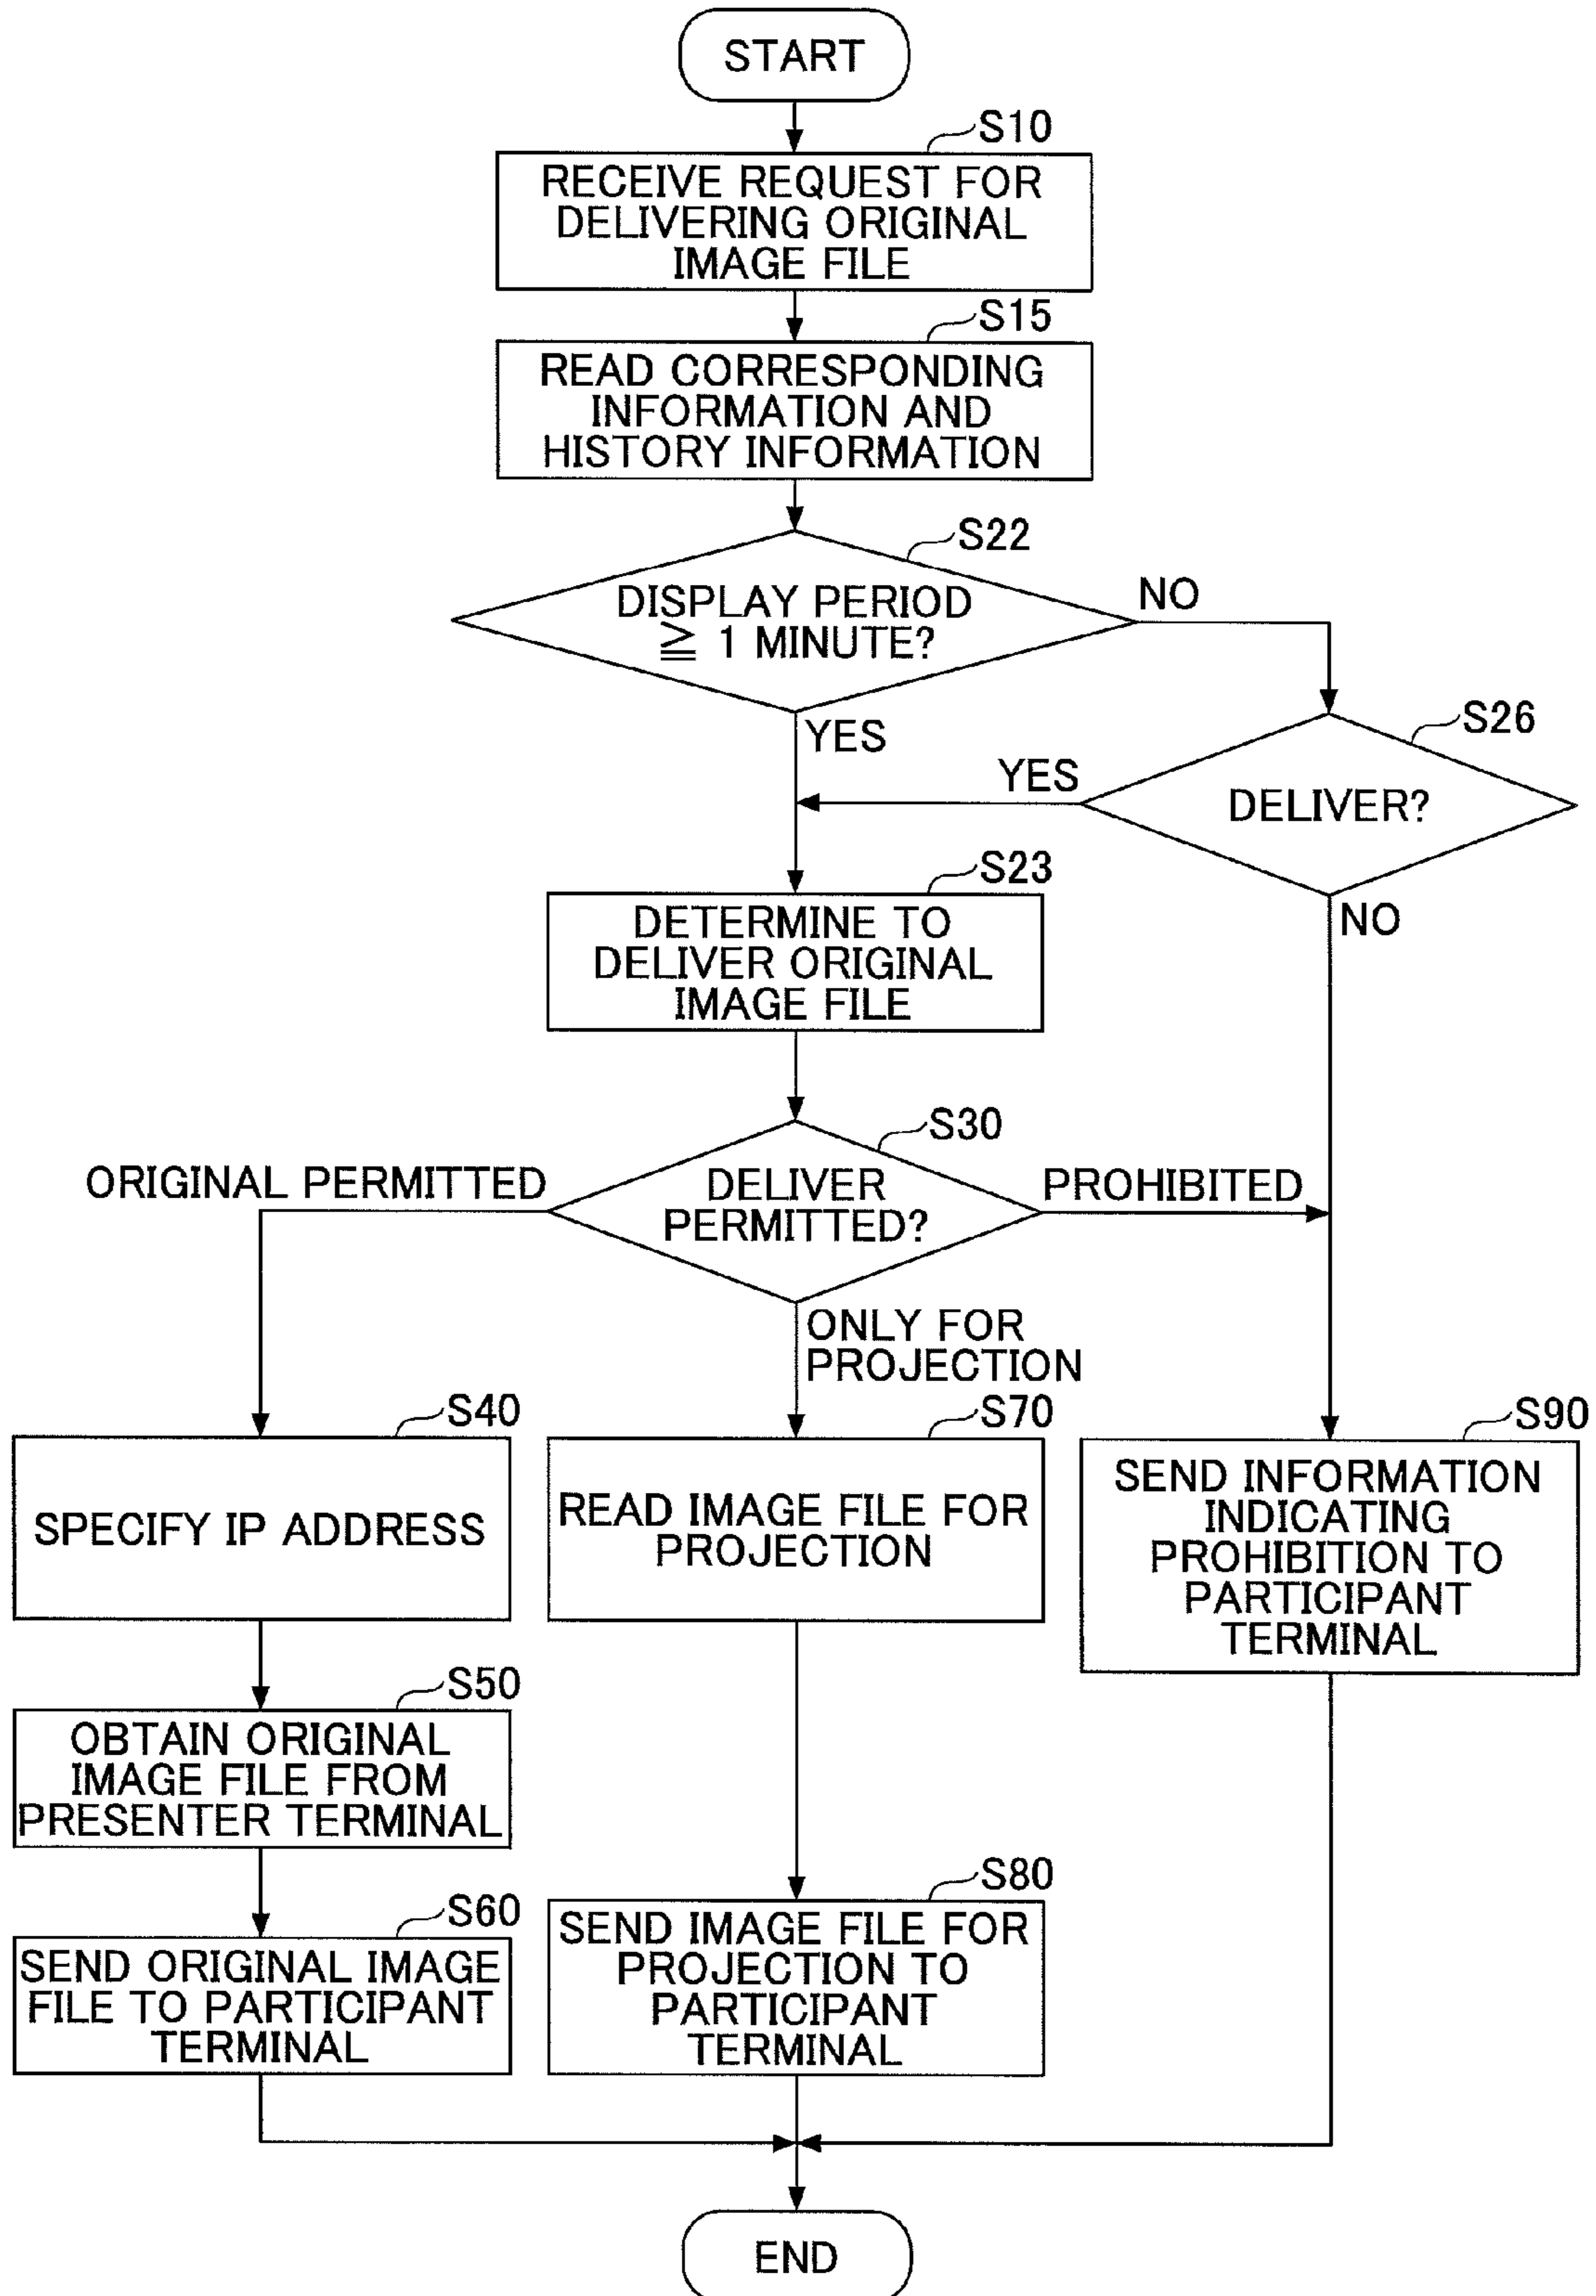 START
S10
RECEIVE REQUEST FOR
DELIVERING ORIGINAL
IMAGE FILE
S15
READ CORRESPONDING
INFORMATION AND
HISTORY INFORMATION
S22
DISPLAY PERIOD
≧ 1 MINUTE?
NO
YES
S26
DELIVER?
YES
NO
S23
DETERMINE TO
DELIVER ORIGINAL
IMAGE FILE
S30
DELIVER
PERMITTED?
ORIGINAL PERMITTED
PROHIBITED
ONLY FOR
PROJECTION
S40
SPECIFY IP ADDRESS
S70
READ IMAGE FILE FOR
PROJECTION
S90
SEND INFORMATION
INDICATING
PROHIBITION TO
PARTICIPANT
TERMINAL
S50
OBTAIN ORIGINAL
IMAGE FILE FROM
PRESENTER TERMINAL
S60
SEND ORIGINAL IMAGE
FILE TO PARTICIPANT
TERMINAL
S80
SEND IMAGE FILE FOR
PROJECTION TO
PARTICIPANT
TERMINAL
END